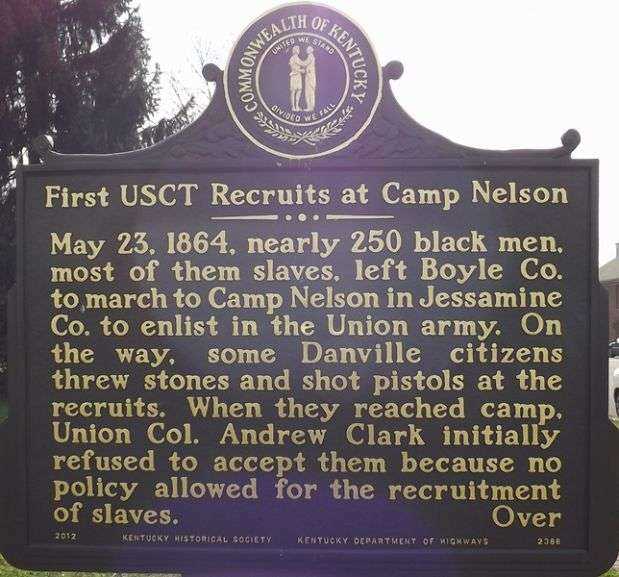 COMMONWEALTH OF KENTUCKY
UNITED WE STAND
DIVIDED WE FALL
First USCT Recruits at Camp Nelson
May 23, 1864, nearly 250 black men,
most of them slaves, left Boyle Co.
to march to Camp Nelson in Jessamine
Co. to enlist in the Union army. On
the way, some Danville citizens
threw stones and shot pistols at the
recruits. When they reached camp,
Union Col. Andrew Clark initially
refused to accept them because no
policy allowed for the recruitment
of slaves. Over
2012 KENTUCKY HISTORICAL SOCIETY KENTUCKY DEPARTMENT OF HIGHWAYS 2388